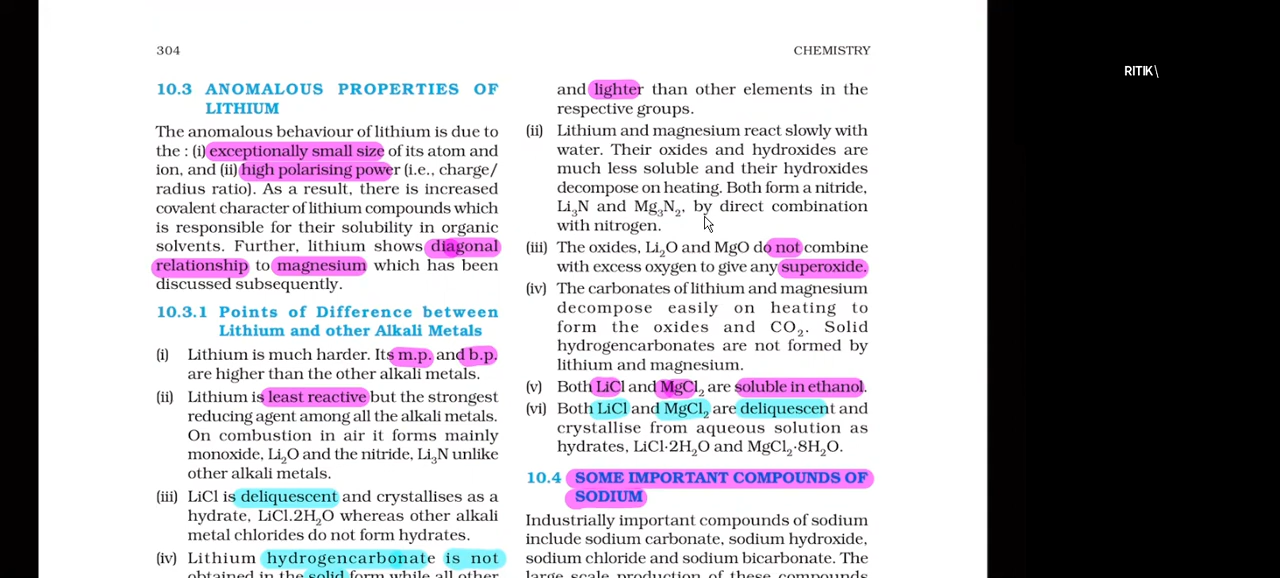 304
CHEMISTRY
RITIK\
10.3 ANOMALOUS PROPERTIES OF
LITHIUM
The anomalous behaviour of lithium is due to
the : (i) exceptionally small size of its atom and
ion, and (ii) high polarising power (i.e., charge/
radius ratio). As a result, there is increased
covalent character of lithium compounds which
is responsible for their solubility in organic
solvents. Further, lithium shows diagonal
relationship to magnesium which has been
discussed subsequently.
10.3.1 Points of Difference between
Lithium and other Alkali Metals
(i) Lithium is much harder. Its m.p. and b.p.
are higher than the other alkali metals.
(ii) Lithium is least reactive but the strongest
reducing agent among all the alkali metals.
On combustion in air it forms mainly
monoxide, Li₂O and the nitride, Li₃N unlike
other alkali metals.
(iii) LiCl is deliquescent and crystallises as a
hydrate, LiCl.2H₂O whereas other alkali
metal chlorides do not form hydrates.
(iv) Lithium hydrogencarbonate is not
obtained in the solid form while all other
and lighter than other elements in the
respective groups.
(ii) Lithium and magnesium react slowly with
water. Their oxides and hydroxides are
much less soluble and their hydroxides
decompose on heating. Both form a nitride,
Li₃N and Mg₃N₂, by direct combination
with nitrogen.
(iii) The oxides, Li₂O and MgO do not combine
with excess oxygen to give any superoxide.
(iv) The carbonates of lithium and magnesium
decompose easily on heating to
form the oxides and CO₂. Solid
hydrogencarbonates are not formed by
lithium and magnesium.
(v) Both LiCl and MgCl₂ are soluble in ethanol.
(vi) Both LiCl and MgCl₂ are deliquescent and
crystallise from aqueous solution as
hydrates, LiCl·2H₂O and MgCl₂·8H₂O.
10.4 SOME IMPORTANT COMPOUNDS OF
SODIUM
Industrially important compounds of sodium
include sodium carbonate, sodium hydroxide,
sodium chloride and sodium bicarbonate. The
large scale production of these compounds